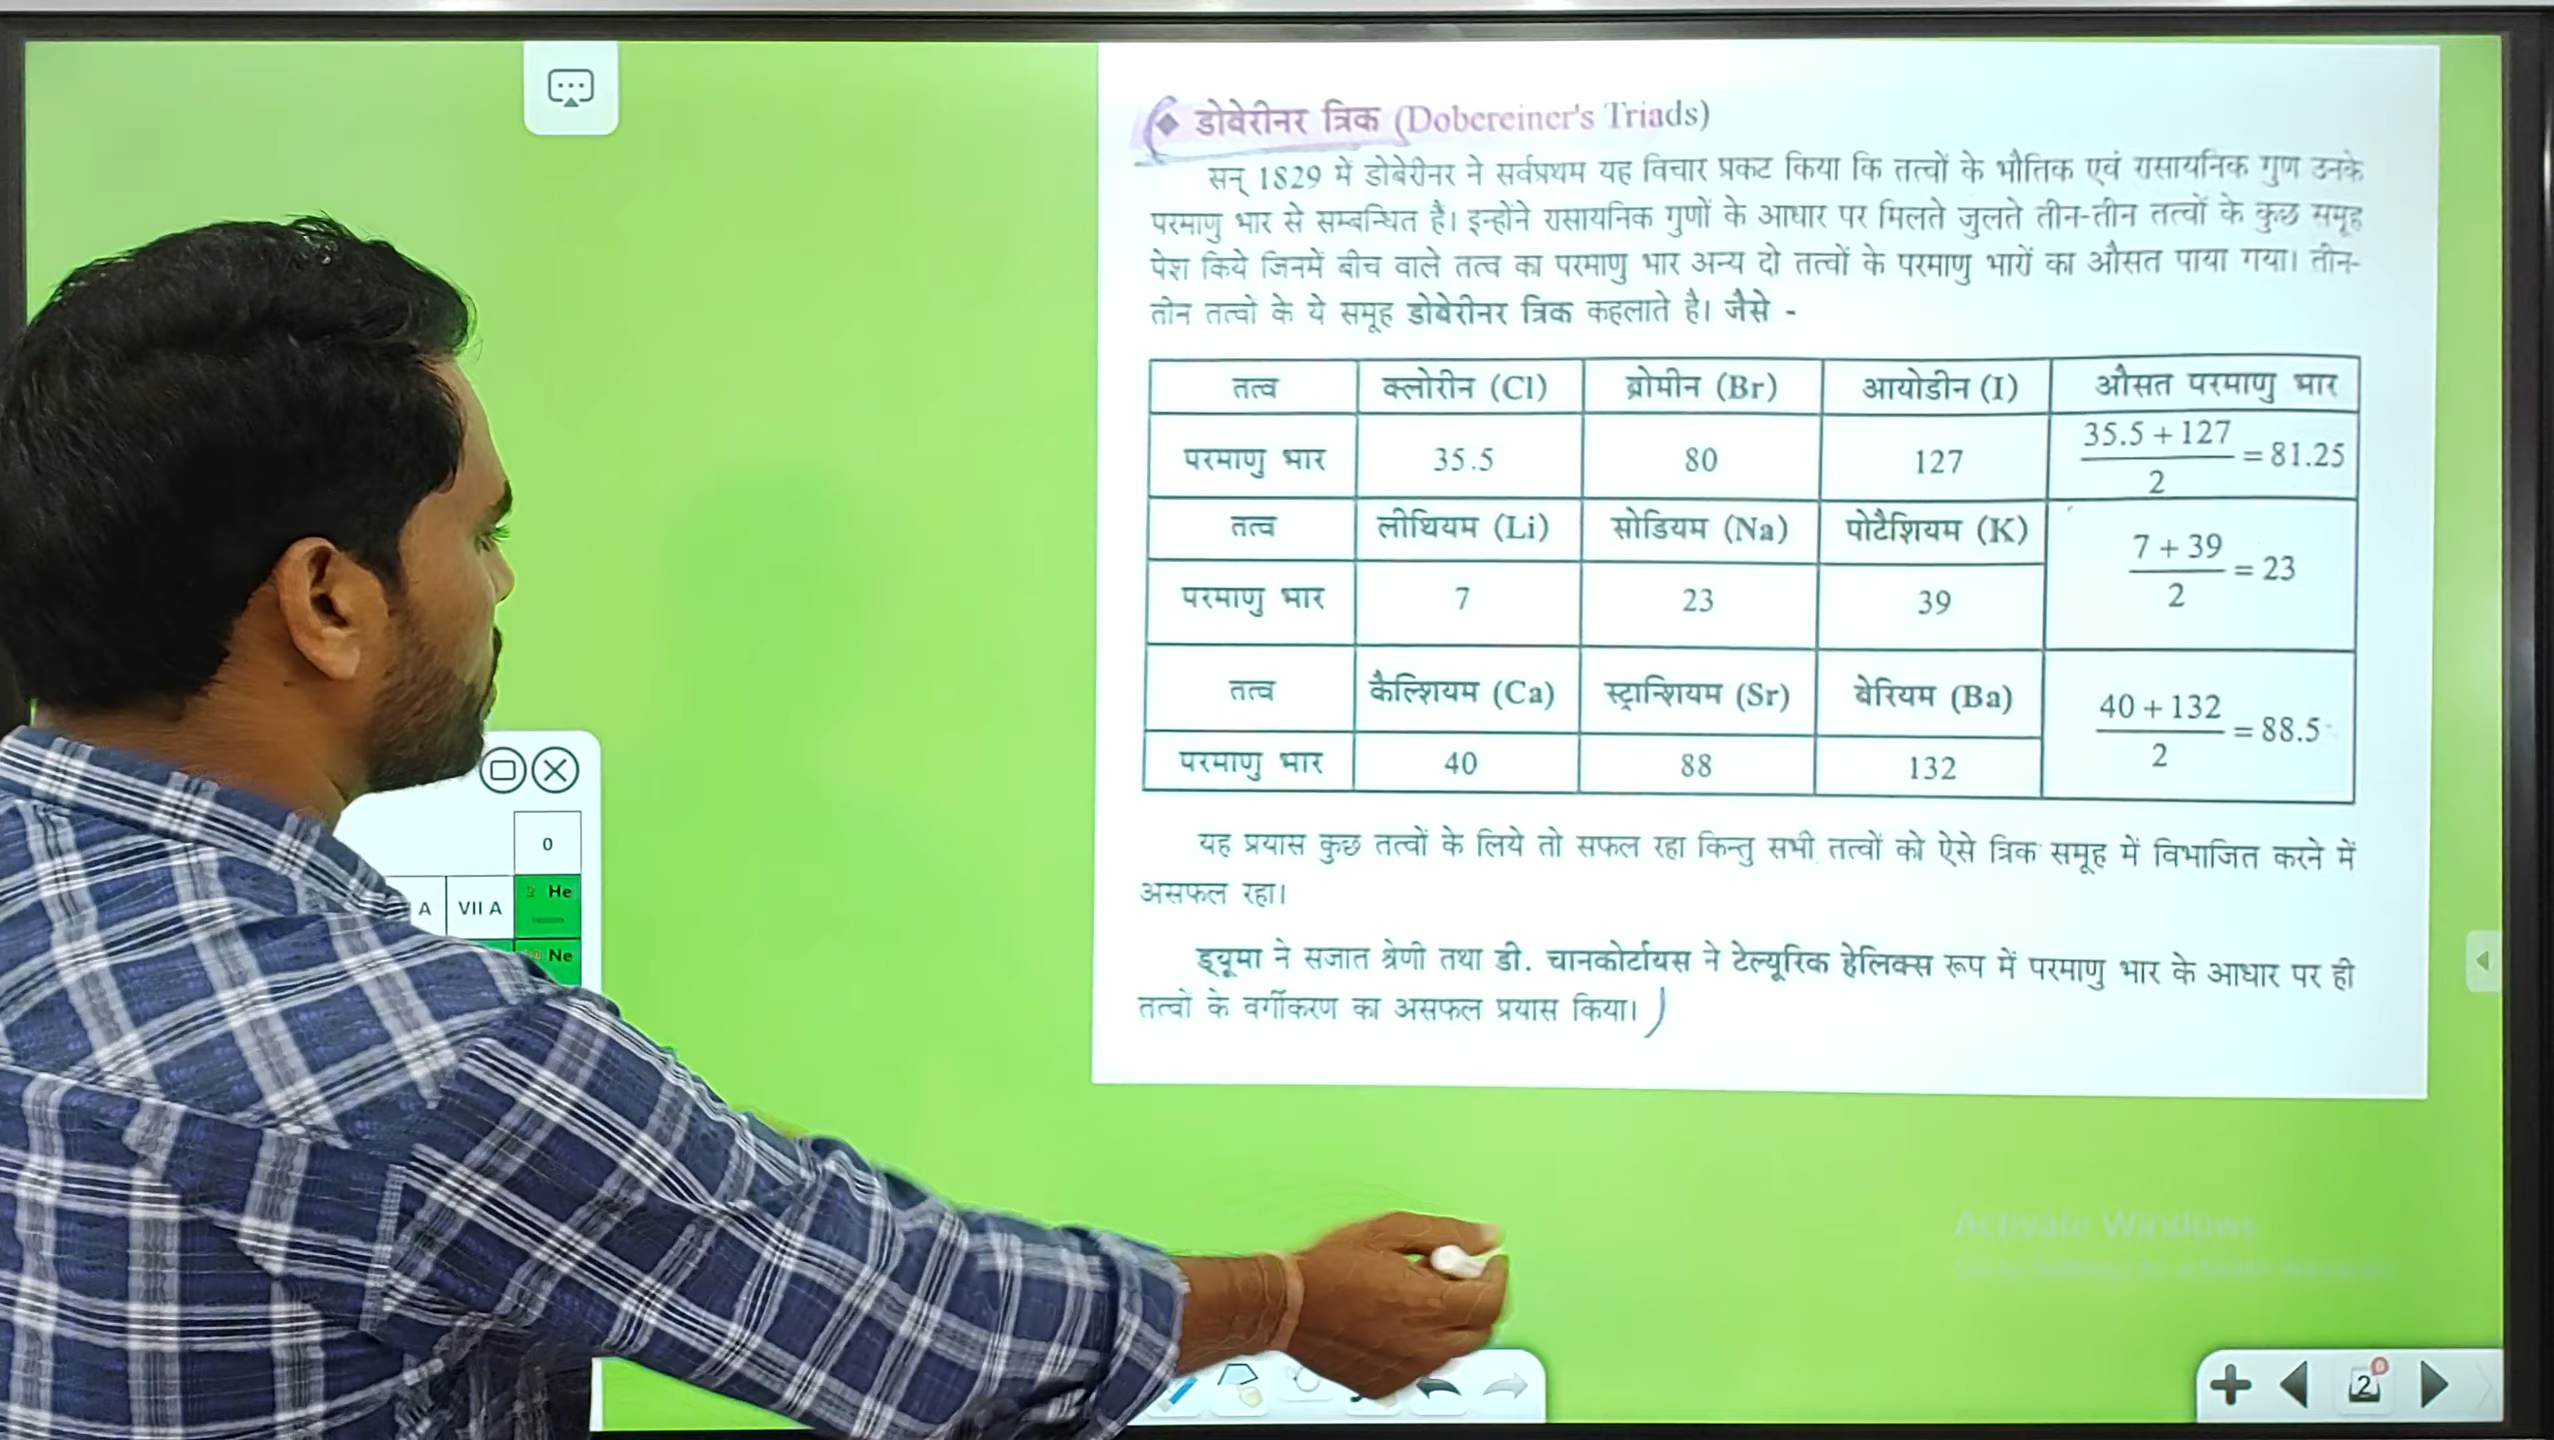 ◆ डोबेरीनर त्रिक (Dobereiner's Triads)
सन् 1829 में डोबेरीनर ने सर्वप्रथम यह विचार प्रकट किया कि तत्वों के भौतिक एवं रासायनिक गुण उनके
परमाणु भार से सम्बन्धित है। इन्होंने रासायनिक गुणों के आधार पर मिलते जुलते तीन-तीन तत्वों के कुछ समूह
पेश किये जिनमें बीच वाले तत्व का परमाणु भार अन्य दो तत्वों के परमाणु भारों का औसत पाया गया। तीन-
तीन तत्वो के ये समूह डोबेरीनर त्रिक कहलाते है। जैसे -
तत्व क्लोरीन (Cl) ब्रोमीन (Br) आयोडीन (I) औसत परमाणु भार
परमाणु भार 35.5 80 127 35.5 + 127 / 2 = 81.25
तत्व लीथियम (Li) सोडियम (Na) पोटैशियम (K)
परमाणु भार 7 23 39 7 + 39 / 2 = 23
तत्व कैल्शियम (Ca) स्ट्रान्शियम (Sr) बेरियम (Ba)
परमाणु भार 40 88 132 40 + 132 / 2 = 88.5
यह प्रयास कुछ तत्वों के लिये तो सफल रहा किन्तु सभी तत्वों को ऐसे त्रिक समूह में विभाजित करने में
असफल रहा।
ड्यूमा ने सजात श्रेणी तथा डी. चानकोर्टायस ने टेल्यूरिक हेलिक्स रूप में परमाणु भार के आधार पर ही
तत्वो के वर्गीकरण का असफल प्रयास किया। )
0
A VII A He
Ne
Activate Windows
2